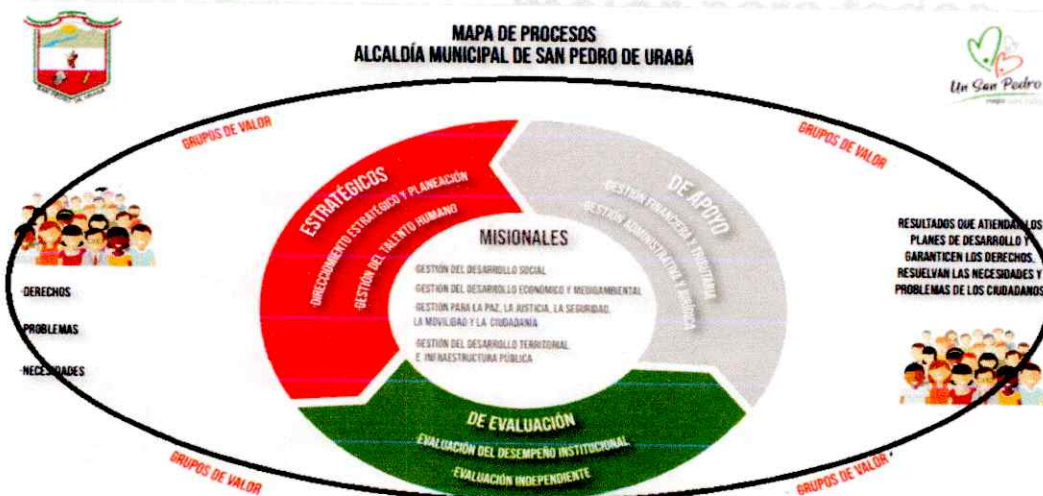 MAPA DE PROCESOS
ALCALDÍA MUNICIPAL DE SAN PEDRO DE URABÁ
SAN PEDRO DE URABÁ
Un San Pedro
GRUPOS DE VALOR
GRUPOS DE VALOR
ESTRATÉGICOS
DIRECCIONAMIENTO ESTRATÉGICO Y PLANEACIÓN
GESTIÓN DEL TALENTO HUMANO
DE APOYO
GESTIÓN FINANCIERA Y TRIBUTARIA
GESTIÓN ADMINISTRATIVA Y JURÍDICA
MISIONALES
·GESTIÓN DEL DESARROLLO SOCIAL
·GESTIÓN DEL DESARROLLO ECONÓMICO Y MEDIOAMBIENTAL
·GESTIÓN PARA LA PAZ, LA JUSTICIA, LA SEGURIDAD,
LA MOVILIDAD Y LA CIUDADANÍA
·GESTIÓN DEL DESARROLLO TERRITORIAL
E INFRAESTRUCTURA PÚBLICA
·DERECHOS
·PROBLEMAS
·NECESIDADES
RESULTADOS QUE ATIENDAN LOS
PLANES DE DESARROLLO Y
GARANTICEN LOS DERECHOS,
RESUELVAN LAS NECESIDADES Y
PROBLEMAS DE LOS CIUDADANOS
DE EVALUACIÓN
EVALUACIÓN DEL DESEMPEÑO INSTITUCIONAL
EVALUACIÓN INDEPENDIENTE
GRUPOS DE VALOR
GRUPOS DE VALOR